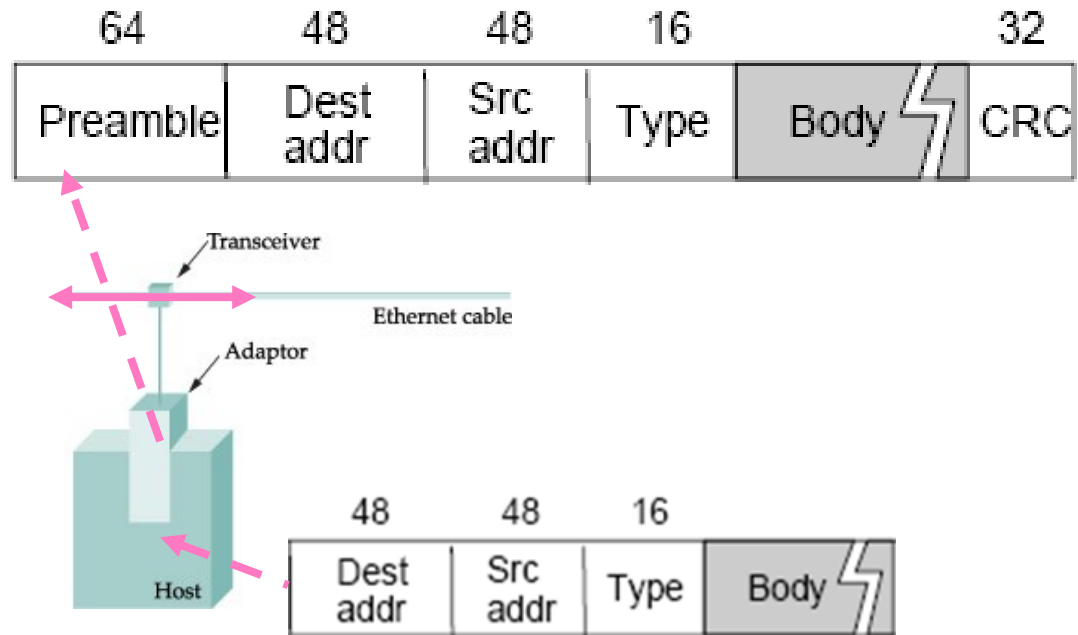 64 48 48 16 32
Preamble Dest addr Src addr Type Body CRC
Transceiver
Ethernet cable
Adaptor
Host
48 48 16
Dest addr Src addr Type Body